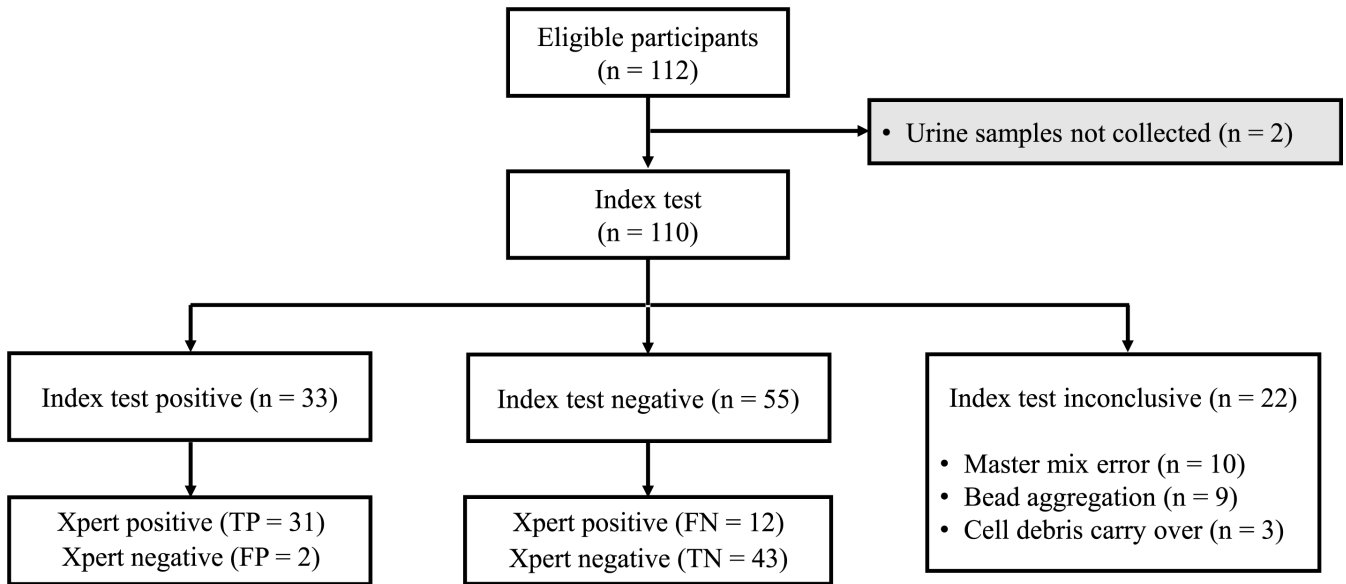 Eligible participants
(n = 112)
• Urine samples not collected (n = 2)
Index test
(n = 110)
Index test positive (n = 33)
Index test negative (n = 55)
Index test inconclusive (n = 22)
• Master mix error (n = 10)
• Bead aggregation (n = 9)
• Cell debris carry over (n = 3)
Xpert positive (TP = 31)
Xpert negative (FP = 2)
Xpert positive (FN = 12)
Xpert negative (TN = 43)